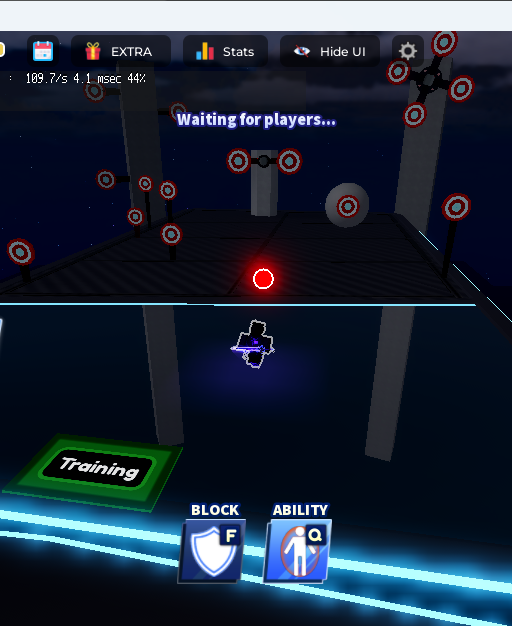 EXTRA
Stats
Hide UI
: 109.7/s 4.1 msec 44%
Waiting for players...
Training
BLOCK
ABILITY
F
Q